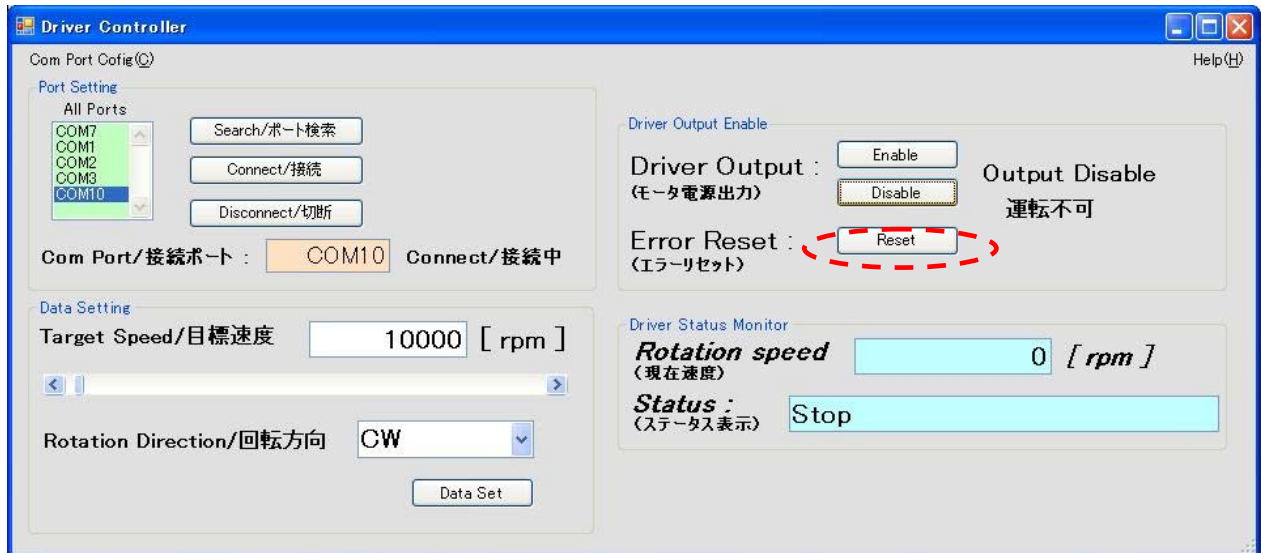 Driver Controller
Com Port Cofig(C)
Help(H)
Port Setting
All Ports
COM7
COM1
COM2
COM3
COM10
Search/ポート検索
Connect/接続
Disconnect/切断
Com Port/接続ポート : COM10 Connect/接続中
Data Setting
Target Speed/目標速度 10000 [ rpm ]
Rotation Direction/回転方向 CW
Data Set
Driver Output Enable
Driver Output :
(モータ電源出力)
Enable
Disable
Output Disable
運転不可
Error Reset :
(エラーリセット)
Reset
Driver Status Monitor
Rotation speed 0 [ rpm ]
(現在速度)
Status :
(ステータス表示)
Stop